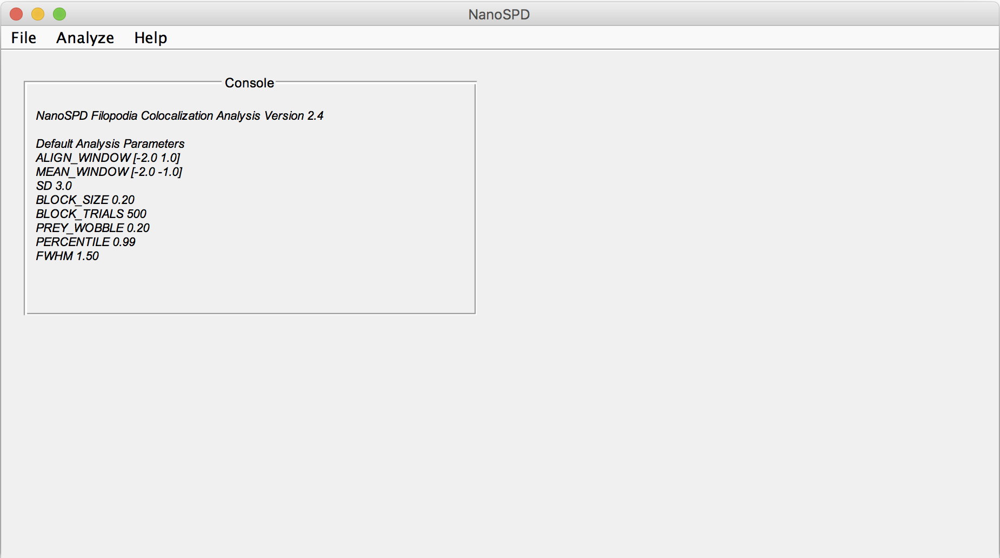 NanoSPD
File Analyze Help
Console
NanoSPD Filopodia Colocalization Analysis Version 2.4
Default Analysis Parameters
ALIGN_WINDOW [-2.0 1.0]
MEAN_WINDOW [-2.0 -1.0]
SD 3.0
BLOCK_SIZE 0.20
BLOCK_TRIALS 500
PREY_WOBBLE 0.20
PERCENTILE 0.99
FWHM 1.50